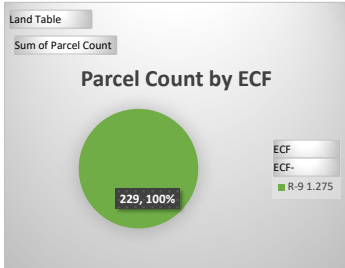 Land Table
Sum of Parcel Count
Parcel Count by ECF
229, 100%
ECF
ECF-
R-9 1.275